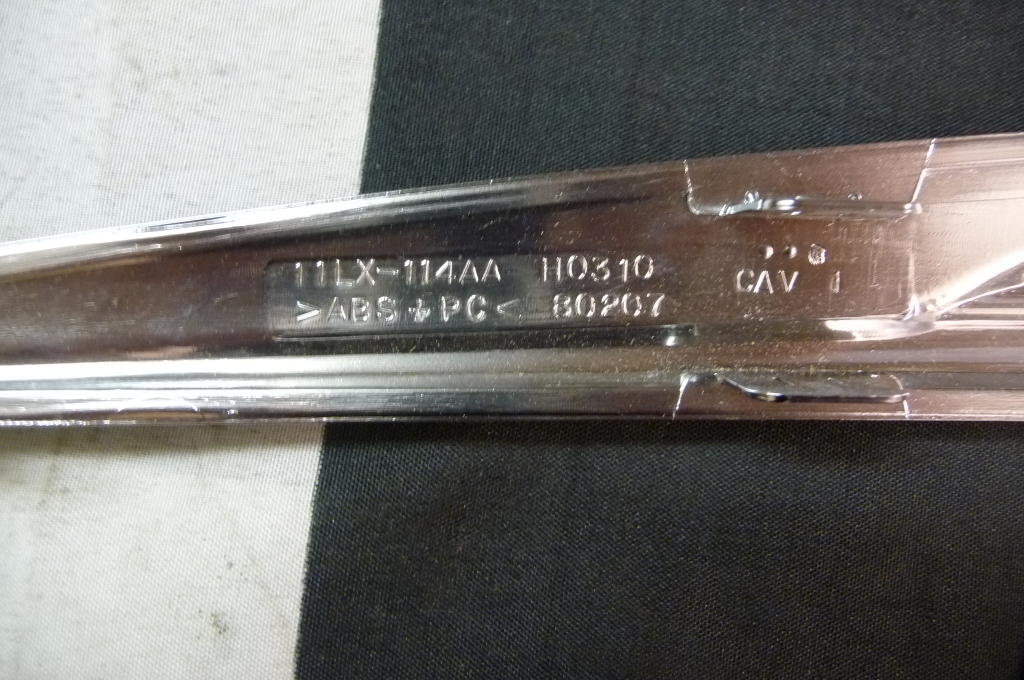 11LX-114AA H0310
>ABS+PC< 80207
CAV 1